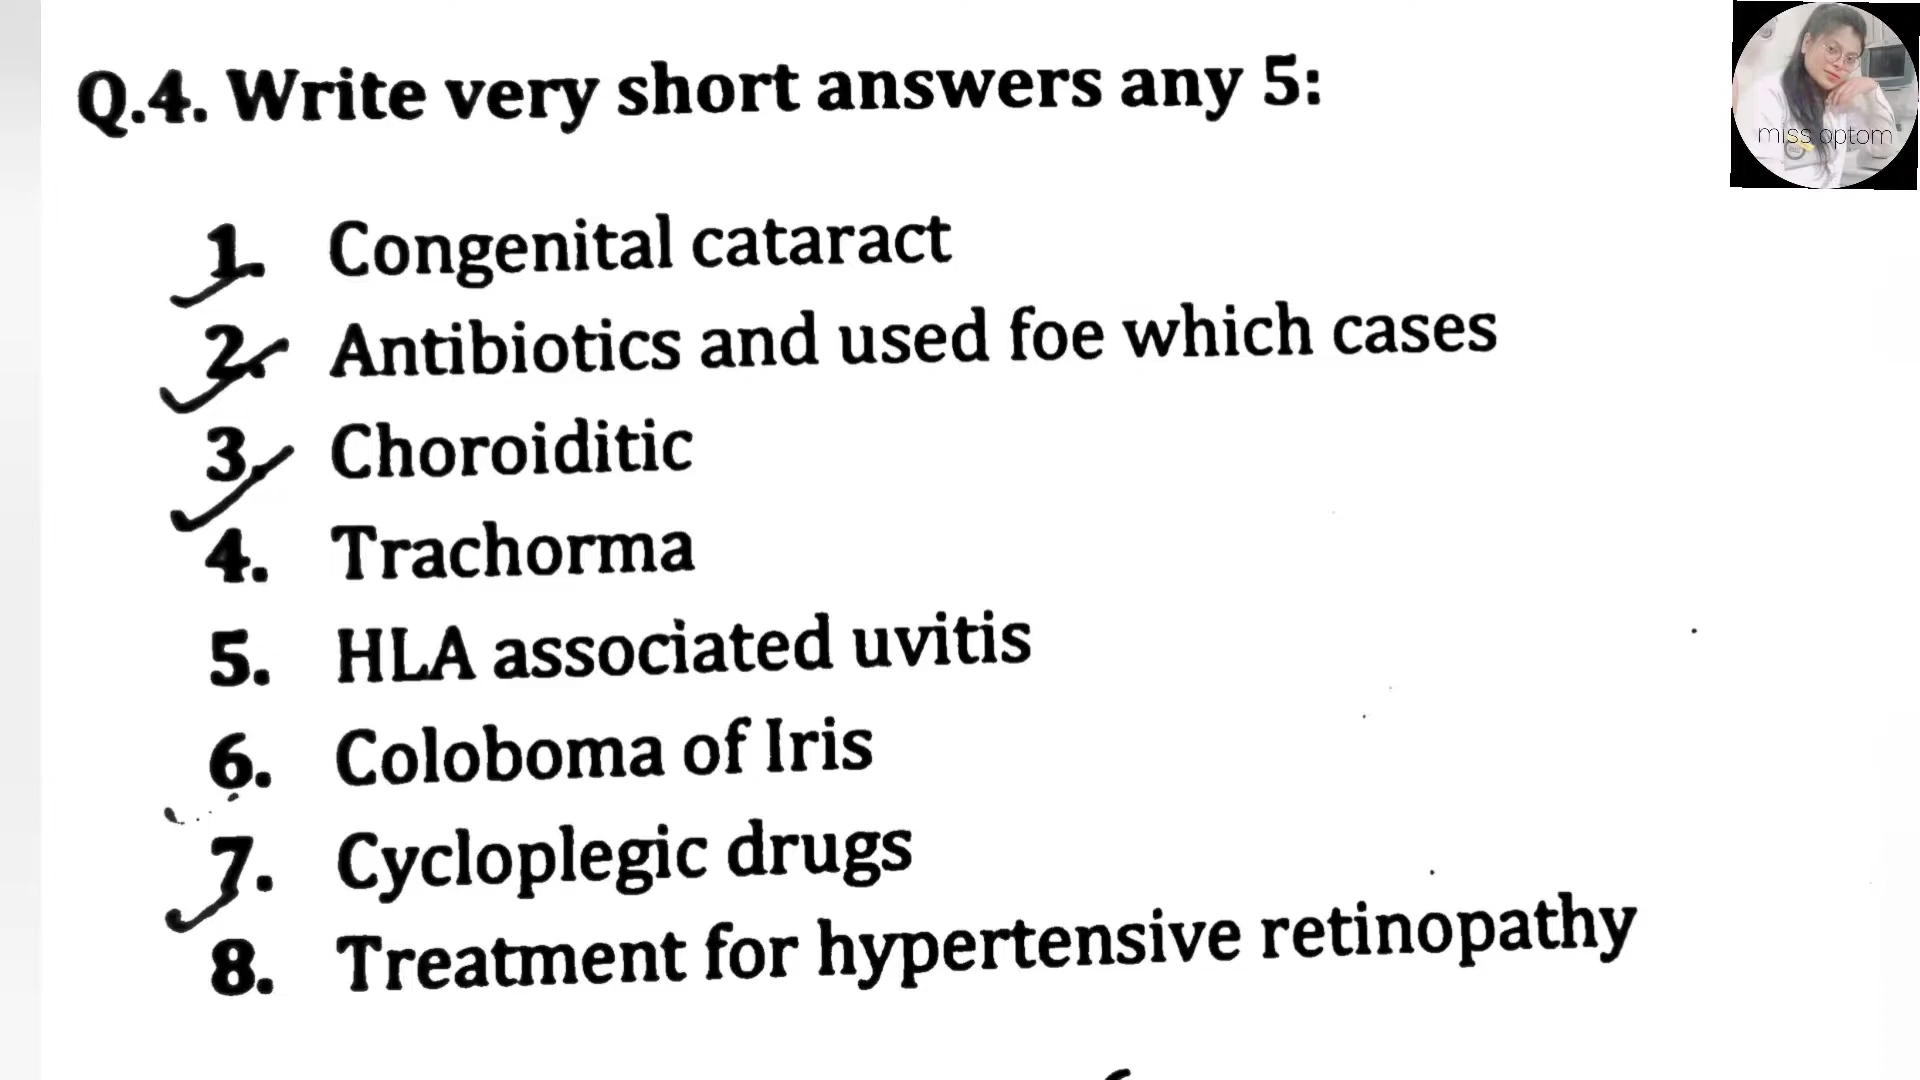 Q.4. Write very short answers any 5:
miss optom
1. Congenital cataract
2. Antibiotics and used foe which cases
3. Choroiditic
4. Trachorma
5. HLA associated uvitis
6. Coloboma of Iris
7. Cycloplegic drugs
8. Treatment for hypertensive retinopathy